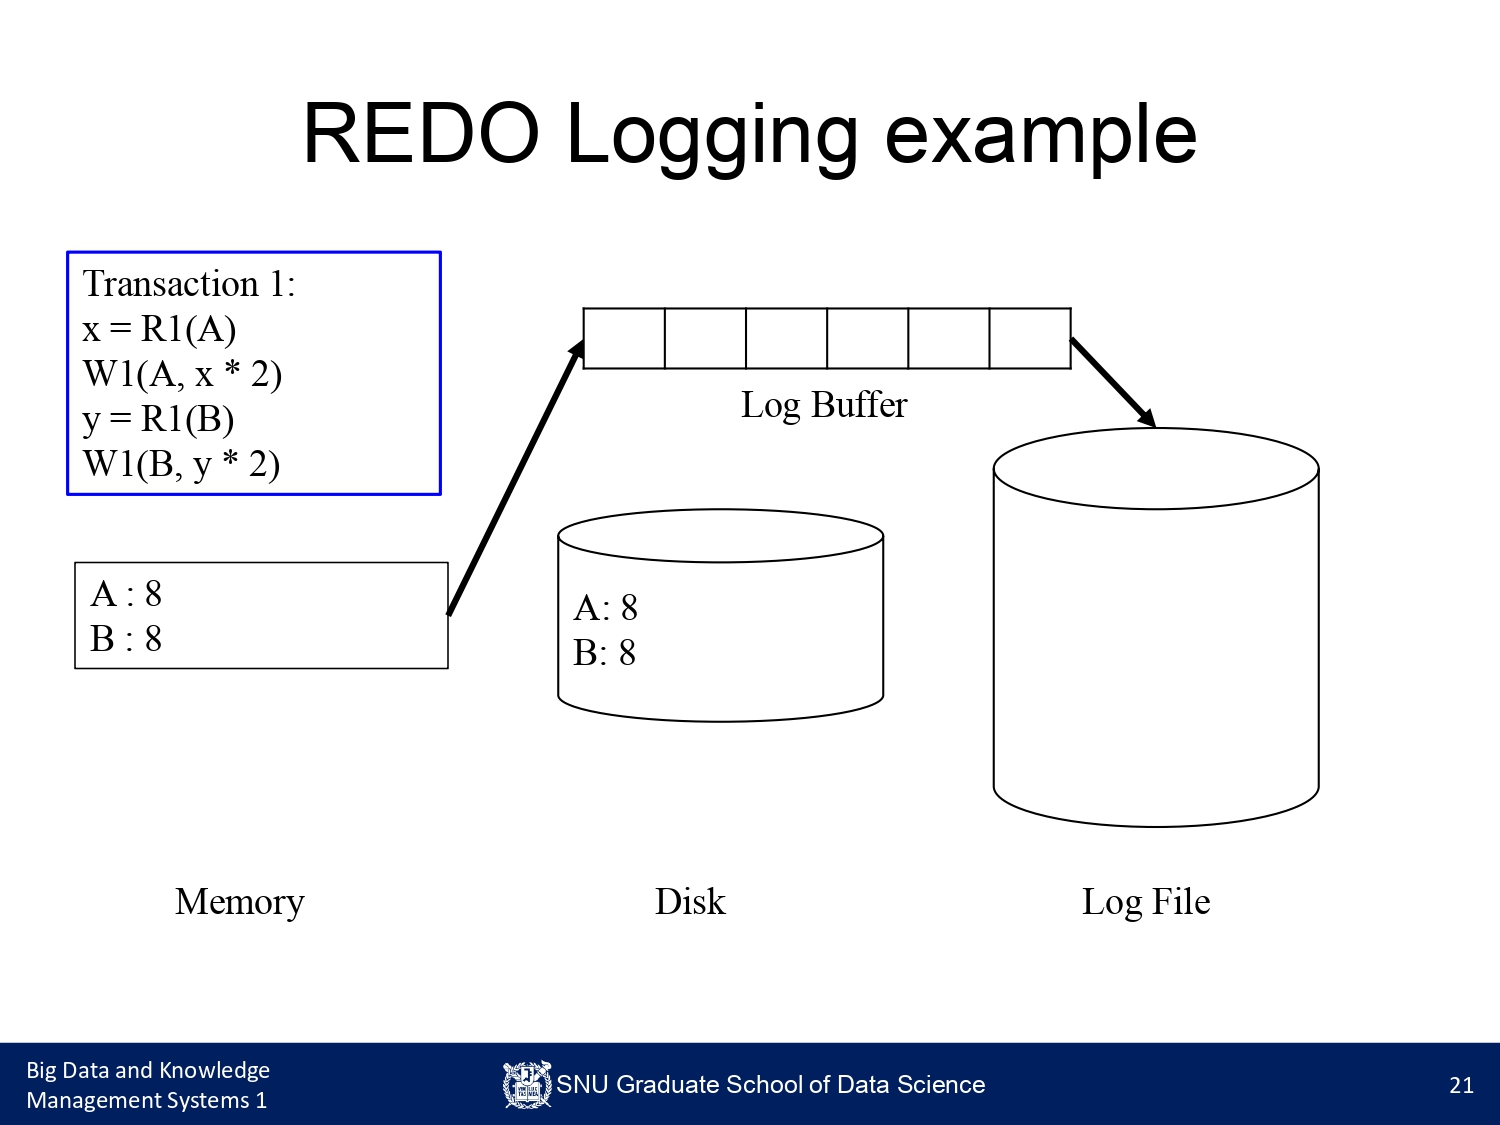 REDO Logging example
Transaction 1:
x = R1(A)
W1(A, x * 2)
y = R1(B)
W1(B, y * 2)
Log Buffer
A : 8
B : 8
A: 8
B: 8
Memory
Disk
Log File
Big Data and Knowledge
Management Systems 1
SNU Graduate School of Data Science
21